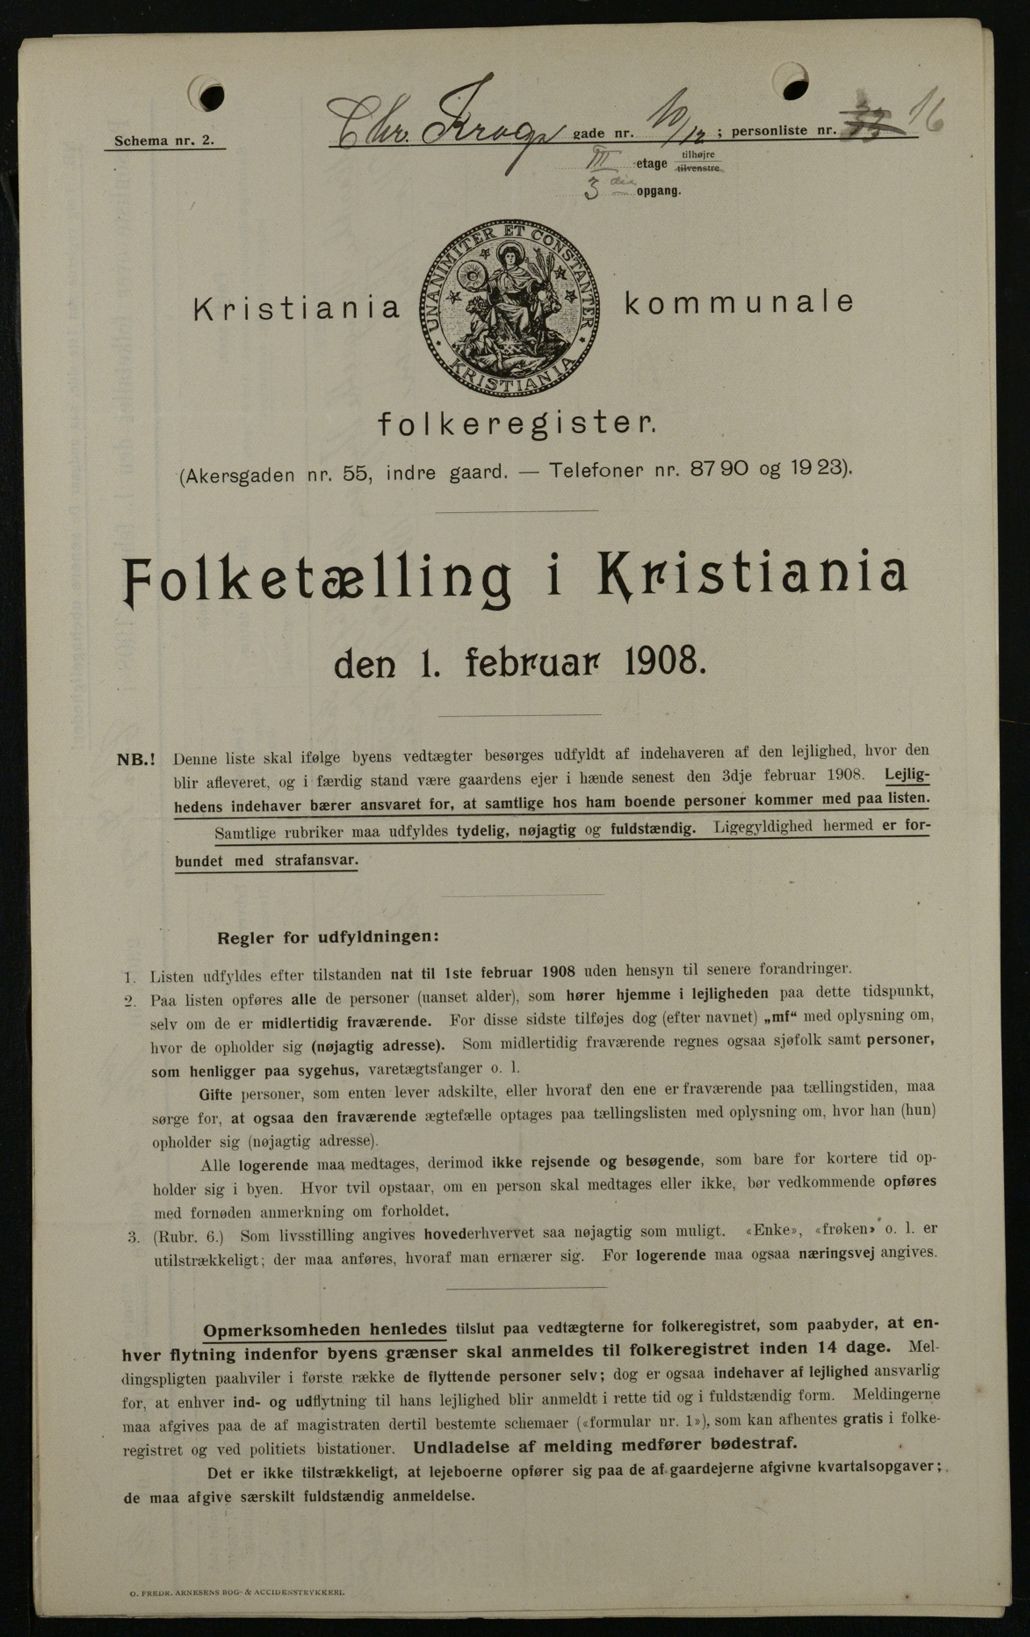 Schema nr. 2.
Chr. Krogs gade nr. 10/12 ; personliste nr. 33 16
III etage tilhøjre tilvenstre
3 die opgang.
UNANIMITER ET CONSTANTER
KRISTIANIA
Kristiania kommunale
folkeregister.
(Akersgaden nr. 55, indre gaard. — Telefoner nr. 87 90 og 19 23).
Folketælling i Kristiania
den 1. februar 1908.
NB.! Denne liste skal ifølge byens vedtægter besørges udfyldt af indehaveren af den lejlighed, hvor den
blir afleveret, og i færdig stand være gaardens ejer i hænde senest den 3dje februar 1908. Lejlig-
hedens indehaver bærer ansvaret for, at samtlige hos ham boende personer kommer med paa listen.
Samtlige rubriker maa udfyldes tydelig, nøjagtig og fuldstændig. Ligegyldighed hermed er for-
bundet med strafansvar.
Regler for udfyldningen:
1. Listen udfyldes efter tilstanden nat til 1ste februar 1908 uden hensyn til senere forandringer.
2. Paa listen opføres alle de personer (uanset alder), som hører hjemme i lejligheden paa dette tidspunkt,
selv om de er midlertidig fraværende. For disse sidste tilføjes dog (efter navnet) „mf“ med oplysning om,
hvor de opholder sig (nøjagtig adresse). Som midlertidig fraværende regnes ogsaa sjøfolk samt personer,
som henligger paa sygehus, varetægtsfanger o. l.
Gifte personer, som enten lever adskilte, eller hvoraf den ene er fraværende paa tællingstiden, maa
sørge for, at ogsaa den fraværende ægtefælle optages paa tællingslisten med oplysning om, hvor han (hun)
opholder sig (nøjagtig adresse).
Alle logerende maa medtages, derimod ikke rejsende og besøgende, som bare for kortere tid op-
holder sig i byen. Hvor tvil opstaar, om en person skal medtages eller ikke, bør vedkommende opføres
med fornøden anmerkning om forholdet.
3. (Rubr. 6.) Som livsstilling angives hovederhvervet saa nøjagtig som muligt. «Enke», «frøken» o. l. er
utilstrækkeligt; der maa anføres, hvoraf man ernærer sig. For logerende maa ogsaa næringsvej angives.
Opmerksomheden henledes tilslut paa vedtægterne for folkeregistret, som paabyder, at en-
hver flytning indenfor byens grænser skal anmeldes til folkeregistret inden 14 dage. Mel-
dingspligten paahviler i første række de flyttende personer selv; dog er ogsaa indehaver af lejlighed ansvarlig
for, at enhver ind- og udflytning til hans lejlighed blir anmeldt i rette tid og i fuldstændig form. Meldingerne
maa afgives paa de af magistraten dertil bestemte schemaer («formular nr. 1»), som kan afhentes gratis i folke-
registret og ved politiets bistationer. Undladelse af melding medfører bødestraf.
Det er ikke tilstrækkeligt, at lejeboerne opfører sig paa de af gaardejerne afgivne kvartalsopgaver;
de maa afgive særskilt fuldstændig anmeldelse.
O. FREDR. ARNESENS BOG- & ACCIDENSTRYKKERI.